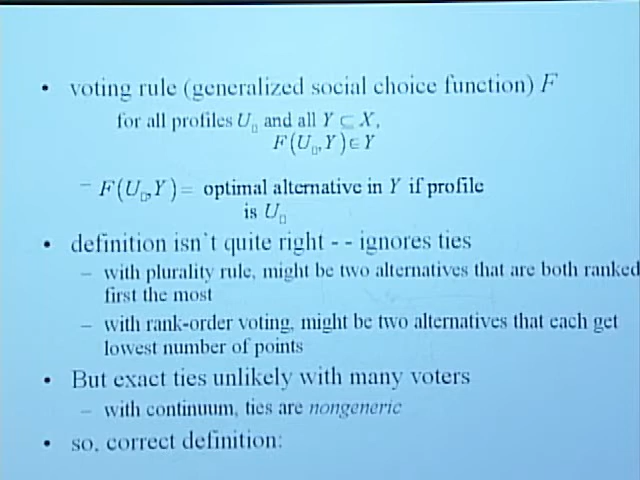 • voting rule (generalized social choice function) F
for all profiles U▯ and all Y ⊂ X,
F(U▯,Y)∈Y
– F(U▯,Y)= optimal alternative in Y if profile
is U▯
• definition isn't quite right - - ignores ties
– with plurality rule, might be two alternatives that are both ranked
first the most
– with rank-order voting, might be two alternatives that each get
lowest number of points
• But exact ties unlikely with many voters
– with continuum, ties are nongeneric
• so, correct definition: